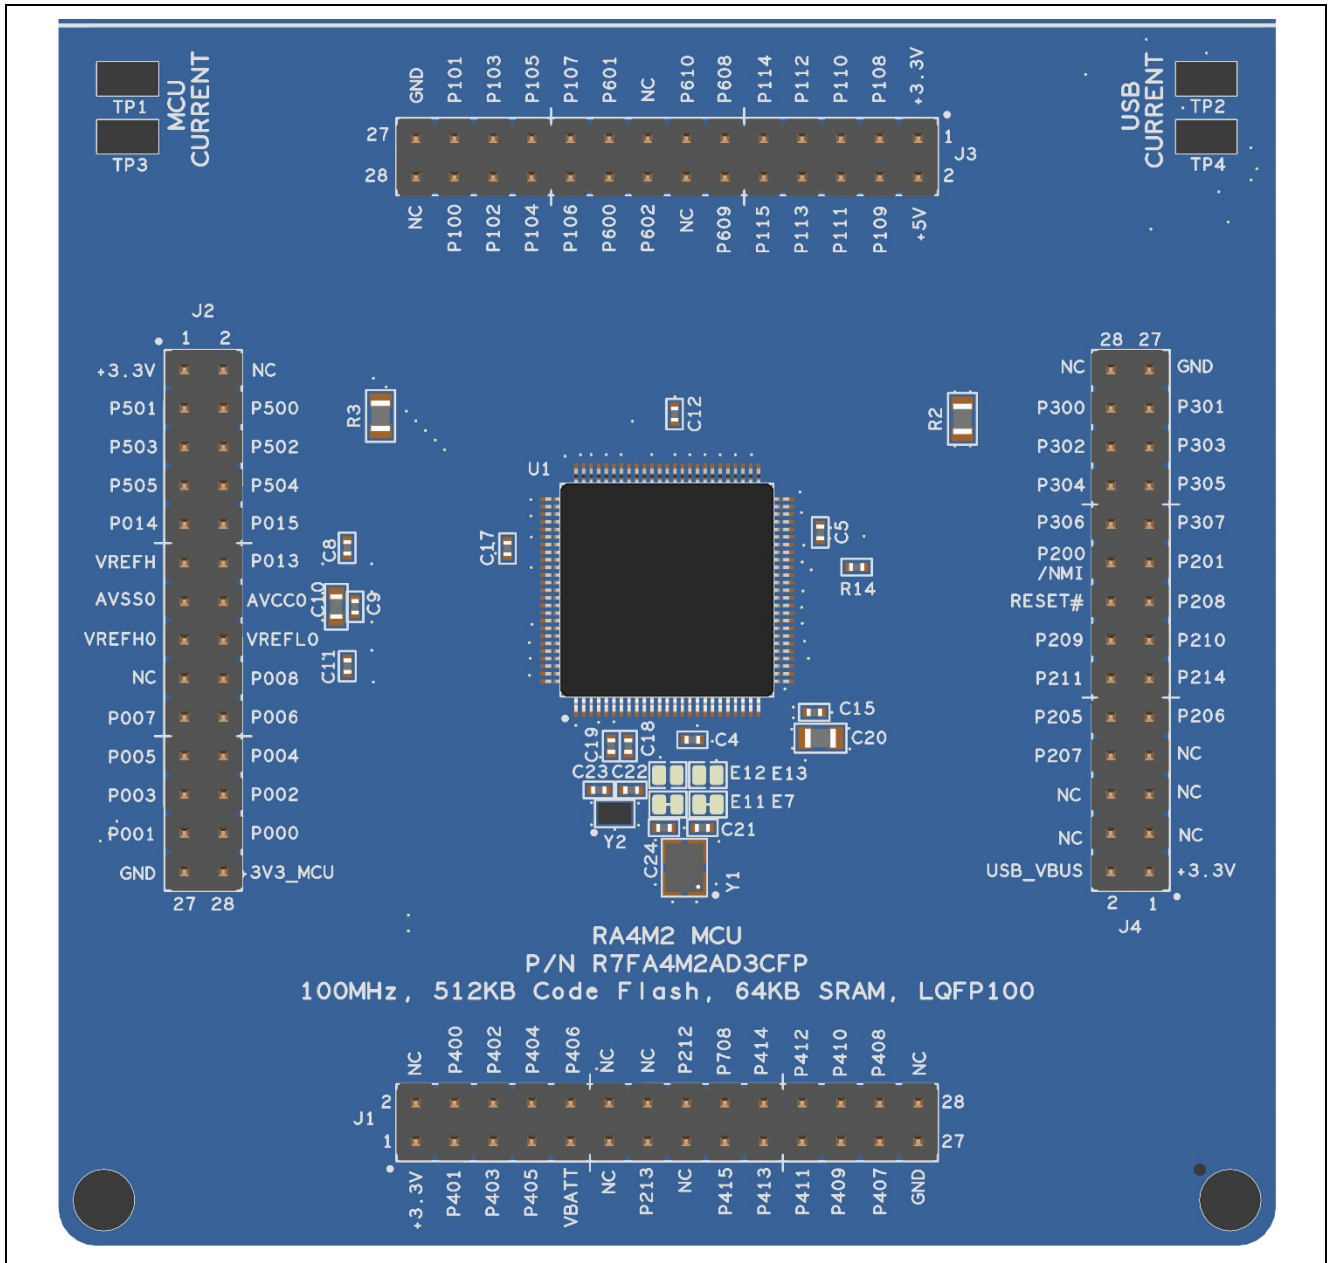 TP1
TP3
MCU
CURRENT
GND P101 P103 P105 P107 P601 NC P610 P608 P114 P112 P110 P108 +3.3V
27 1
J3
28 2
NC P100 P102 P104 P106 P600 P602 NC P609 P115 P113 P111 P109 +5V
USB
CURRENT
TP2
TP4
J2
1 2
+3.3V NC
P501 P500
P503 P502
P505 P504
P014 P015
VREFH P013
AVSS0 AVCC0
VREFH0 VREFL0
NC P008
P007 P006
P005 P004
P003 P002
P001 P000
GND +3V3_MCU
27 28
R3
C12
R2
U1
C17
C5
R14
C8
C10
C9
C11
C15
C20
C19
C18
C4
C23 C22
E12 E13
E11 E7
Y2
C21
C24
Y1
28 27
NC GND
P300 P301
P302 P303
P304 P305
P306 P307
P200
/NMI P201
RESET# P208
P209 P210
P211 P214
P205 P206
P207 NC
NC NC
NC NC
USB_VBUS +3.3V
2 1
J4
RA4M2 MCU
P/N R7FA4M2AD3CFP
100MHz, 512KB Code Flash, 64KB SRAM, LQFP100
NC P400 P402 P404 P406 NC NC P212 P708 P414 P412 P410 P408 NC
2 28
J1
1 27
+3.3V P401 P403 P405 VBATT NC P213 NC P415 P413 P411 P409 P407 GND